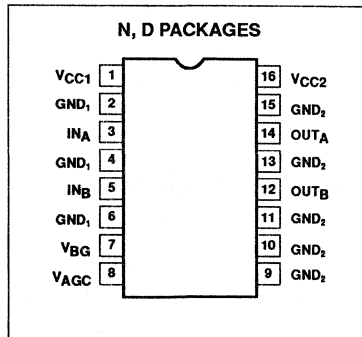 N, D PACKAGES
VCC1 1 16 VCC2
GND1 2 15 GND2
INA 3 14 OUTA
GND1 4 13 GND2
INB 5 12 OUTB
GND1 6 11 GND2
VBG 7 10 GND2
VAGC 8 9 GND2